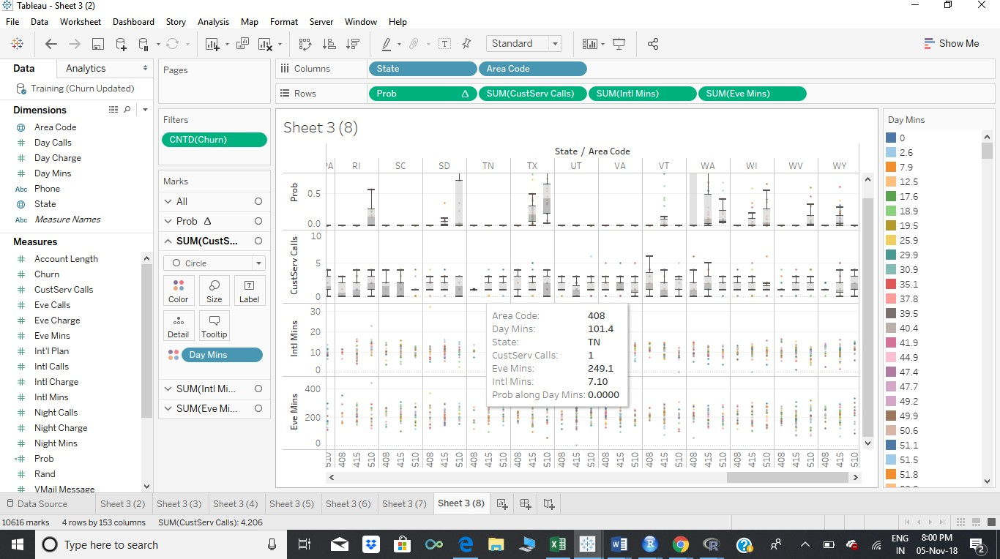 Tableau - Sheet 3 (2)
File Data Worksheet Dashboard Story Analysis Map Format Server Window Help
Standard
Show Me
Data Analytics
Training (Churn Updated)
Dimensions
Area Code
Day Calls
Day Charge
Day Mins
Abc Phone
State
Abc Measure Names
Measures
Account Length
Churn
CustServ Calls
Eve Calls
Eve Charge
Eve Mins
Int'l Plan
Intl Calls
Intl Charge
Intl Mins
Night Calls
Night Charge
Night Mins
Prob
Rand
VMail Message
Pages
Filters
CNTD(Churn)
Marks
All
Prob Δ
SUM(CustS...
Circle
Color Size Label
Detail Tooltip
Day Mins
SUM(Intl Mi...
SUM(Eve Mi...
Columns State Area Code
Rows Prob Δ SUM(CustServ Calls) SUM(Intl Mins) SUM(Eve Mins)
Sheet 3 (8)
State / Area Code
PA RI SC SD TN TX UT VA VT WA WI WV WY
Prob
0.5
0.0
CustServ Calls
10
5
0
Intl Mins
30
20
10
0
Eve Mins
400
200
0
Area Code: 408
Day Mins: 101.4
State: TN
CustServ Calls: 1
Eve Mins: 249.1
Intl Mins: 7.10
Prob along Day Mins: 0.0000
510 408 415 510 408 415 510 408 415 510 408 415 510 408 415 510 408 415 510 408 415 510 408 415 510 408 415 510 408 415 510 408 415 510 408 415 510
Day Mins
0
2.6
7.9
12.5
17.6
18.9
19.5
25.9
29.9
30.9
35.1
37.8
39.5
40.4
41.9
44.9
47.4
47.7
49.2
49.9
50.6
51.1
51.5
51.8
Data Source Sheet 3 (2) Sheet 3 (3) Sheet 3 (4) Sheet 3 (5) Sheet 3 (6) Sheet 3 (7) Sheet 3 (8)
10616 marks 4 rows by 153 columns SUM(CustServ Calls): 4,206
Type here to search
ENG
IN
8:00 PM
05-Nov-18
2